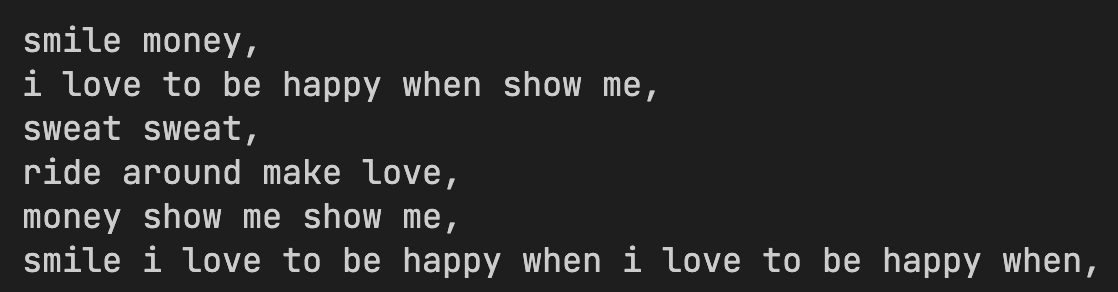 smile money,
i love to be happy when show me,
sweat sweat,
ride around make love,
money show me show me,
smile i love to be happy when i love to be happy when,